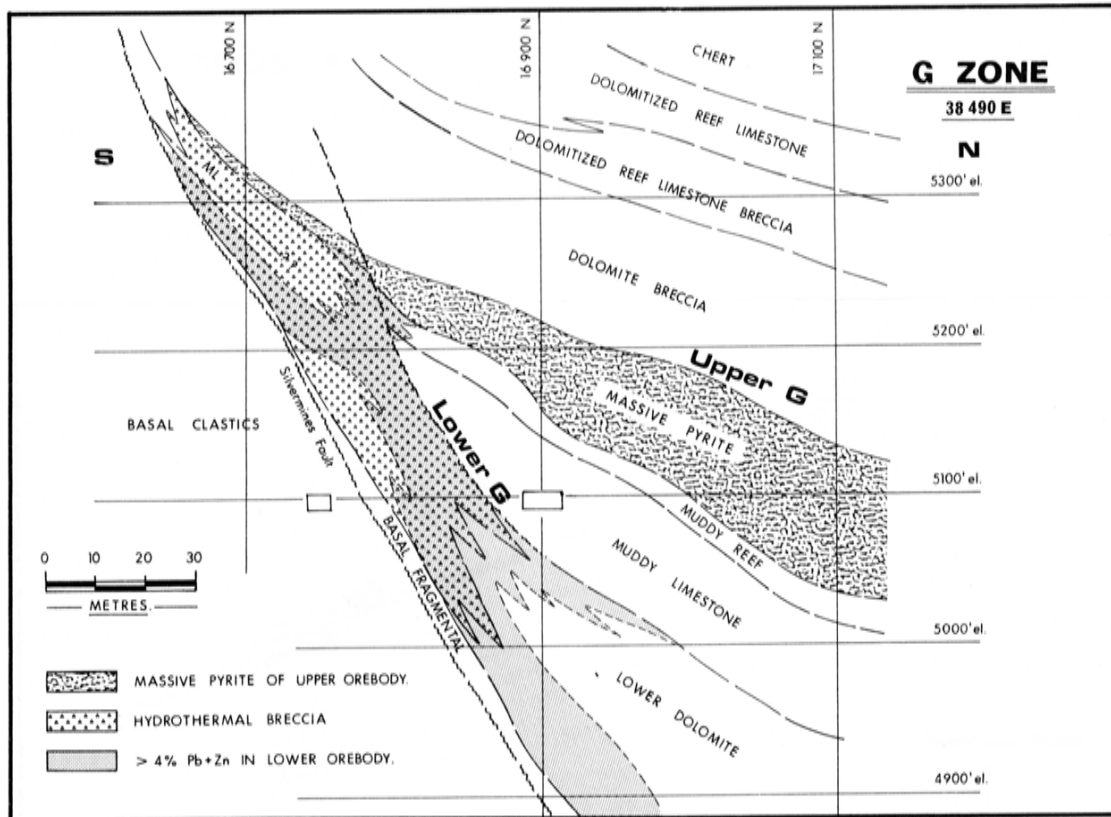 16 700 N
16 900 N
17 100 N
G ZONE
38 490 E
S
N
CHERT
DOLOMITIZED REEF LIMESTONE
DOLOMITIZED REEF LIMESTONE BRECCIA
DOLOMITE BRECCIA
5300' el.
5200' el.
5100' el.
5000' el.
4900' el.
ML
?
Upper G
MASSIVE PYRITE
Lower G
MUDDY REEF
MUDDY LIMESTONE
LOWER DOLOMITE
BASAL CLASTICS
Silvermines Fault
BASAL FRAGMENTAL
0 10 20 30
METRES.
MASSIVE PYRITE OF UPPER OREBODY.
HYDROTHERMAL BRECCIA
> 4% Pb+Zn IN LOWER OREBODY.